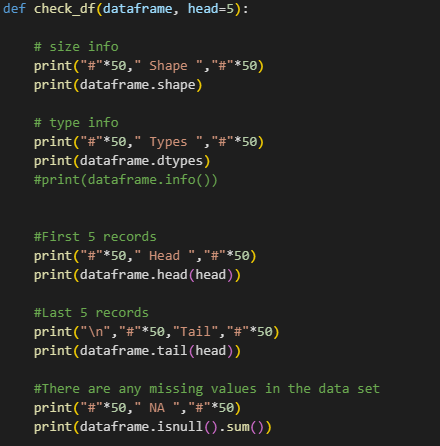 def check_df(dataframe, head=5):
# size info
print("#"*50," Shape ","#"*50)
print(dataframe.shape)
# type info
print("#"*50," Types ","#"*50)
print(dataframe.dtypes)
#print(dataframe.info())
#First 5 records
print("#"*50," Head ","#"*50)
print(dataframe.head(head))
#Last 5 records
print("\n","#"*50,"Tail","#"*50)
print(dataframe.tail(head))
#There are any missing values in the data set
print("#"*50," NA ","#"*50)
print(dataframe.isnull().sum())